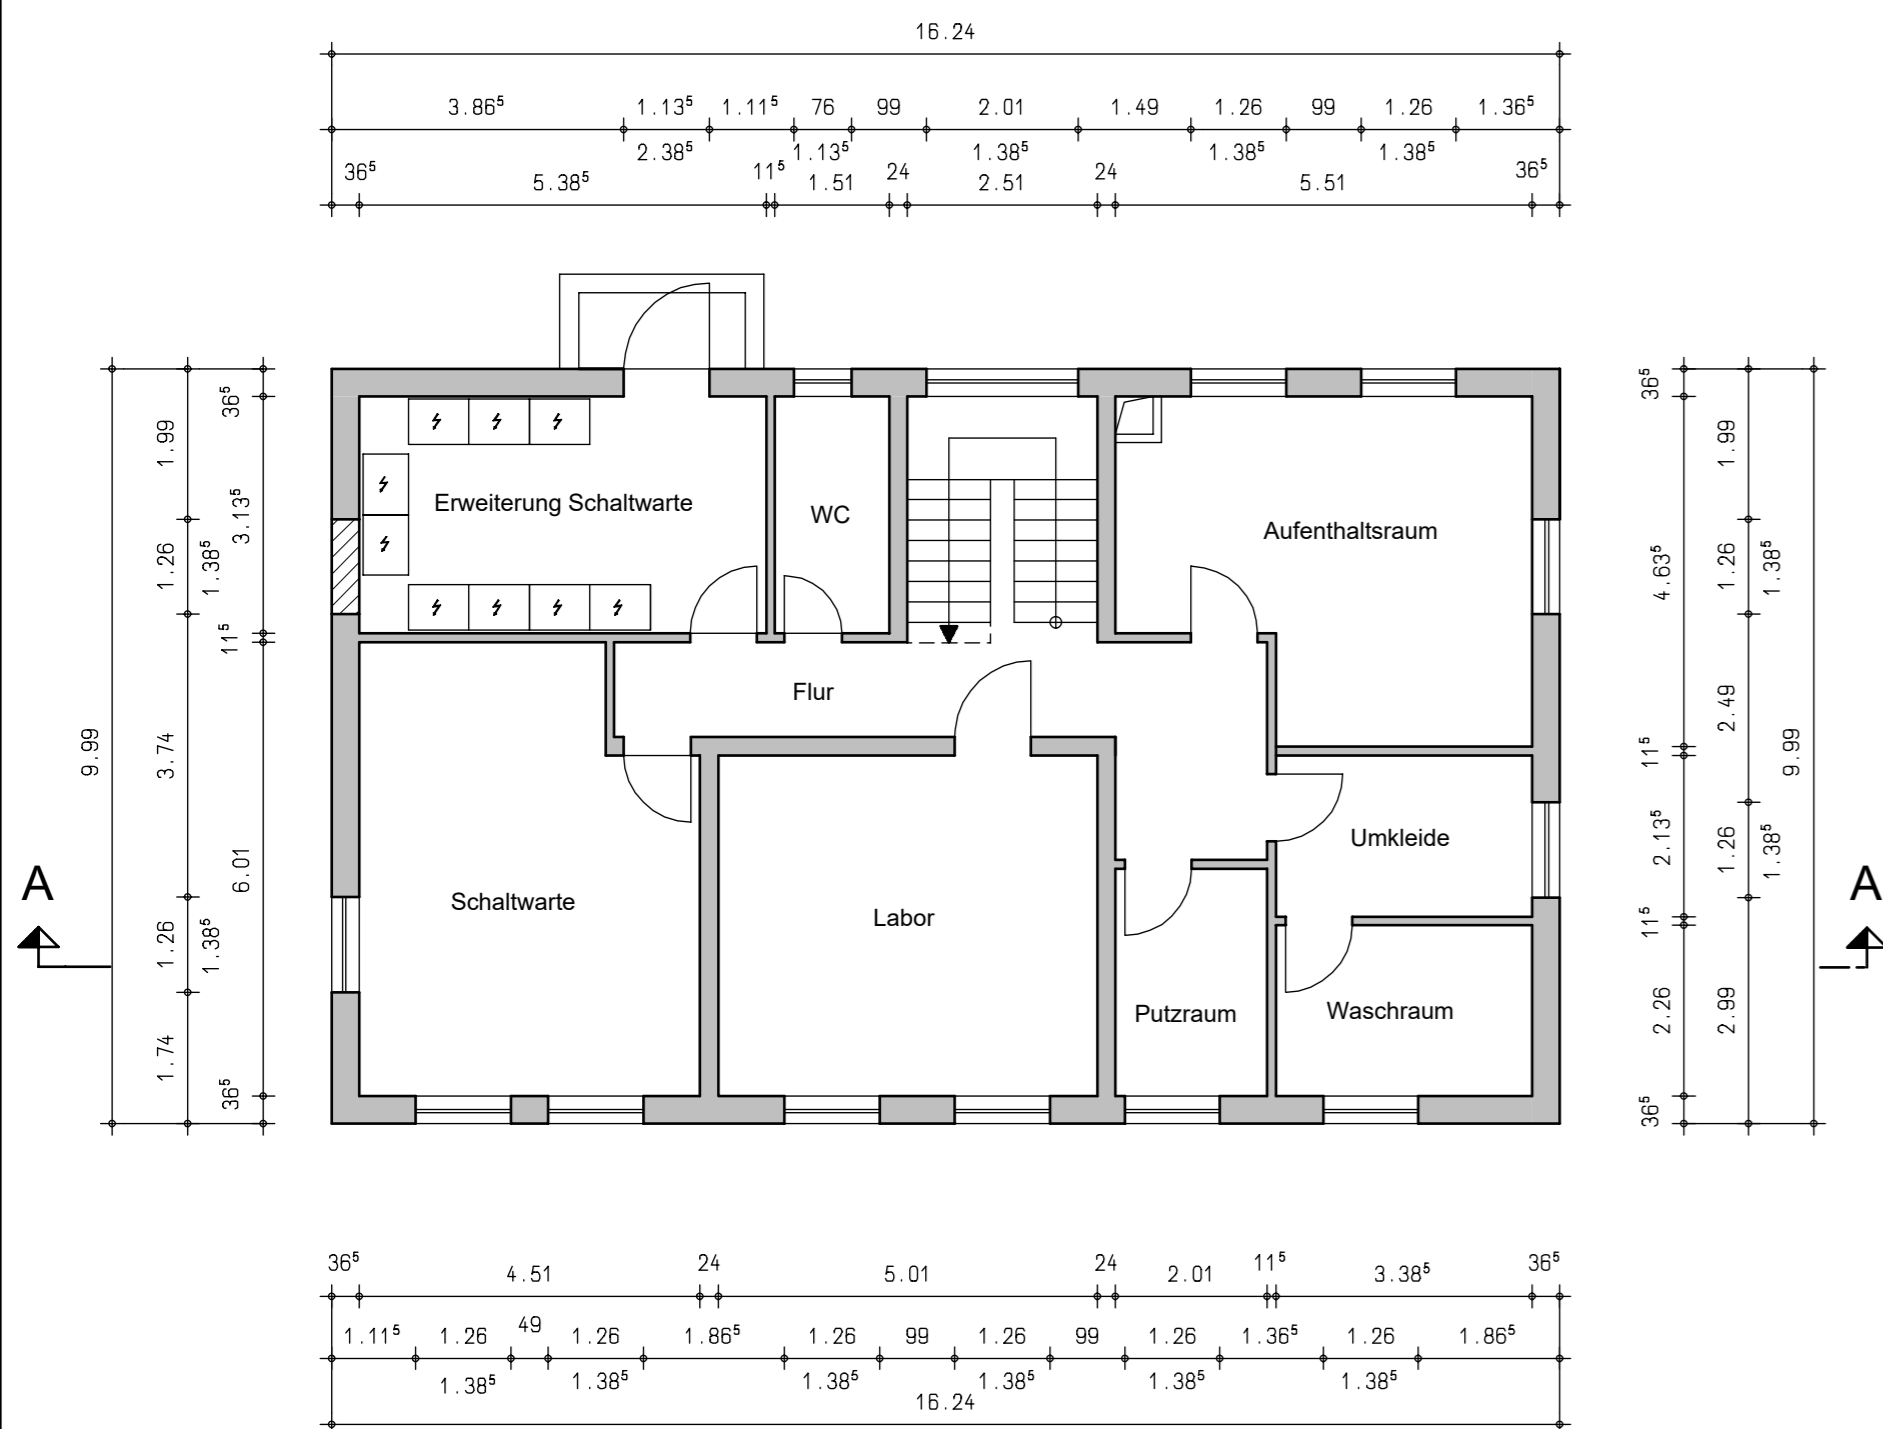 16.24
3.86⁵ 1.13⁵ 1.11⁵ 76 99 2.01 1.49 1.26 99 1.26 1.36⁵
2.38⁵ 1.13⁵ 1.38⁵ 1.38⁵ 1.38⁵
36⁵ 5.38⁵ 11⁵ 1.51 24 2.51 24 5.51 36⁵
9.99
1.99
1.26
1.38⁵
3.74
1.26
1.38⁵
1.74
36⁵
3.13⁵
11⁵
6.01
36⁵
A
Erweiterung Schaltwarte
WC
Aufenthaltsraum
Flur
Umkleide
Schaltwarte
Labor
Putzraum
Waschraum
36⁵
4.63⁵
11⁵
2.13⁵
11⁵
2.26
36⁵
1.99
1.26
1.38⁵
2.49
1.26
1.38⁵
2.99
9.99
A
36⁵ 4.51 24 5.01 24 2.01 11⁵ 3.38⁵ 36⁵
1.11⁵ 1.26 49 1.26 1.86⁵ 1.26 99 1.26 99 1.26 1.36⁵ 1.26 1.86⁵
1.38⁵ 1.38⁵ 1.38⁵ 1.38⁵ 1.38⁵ 1.38⁵
16.24